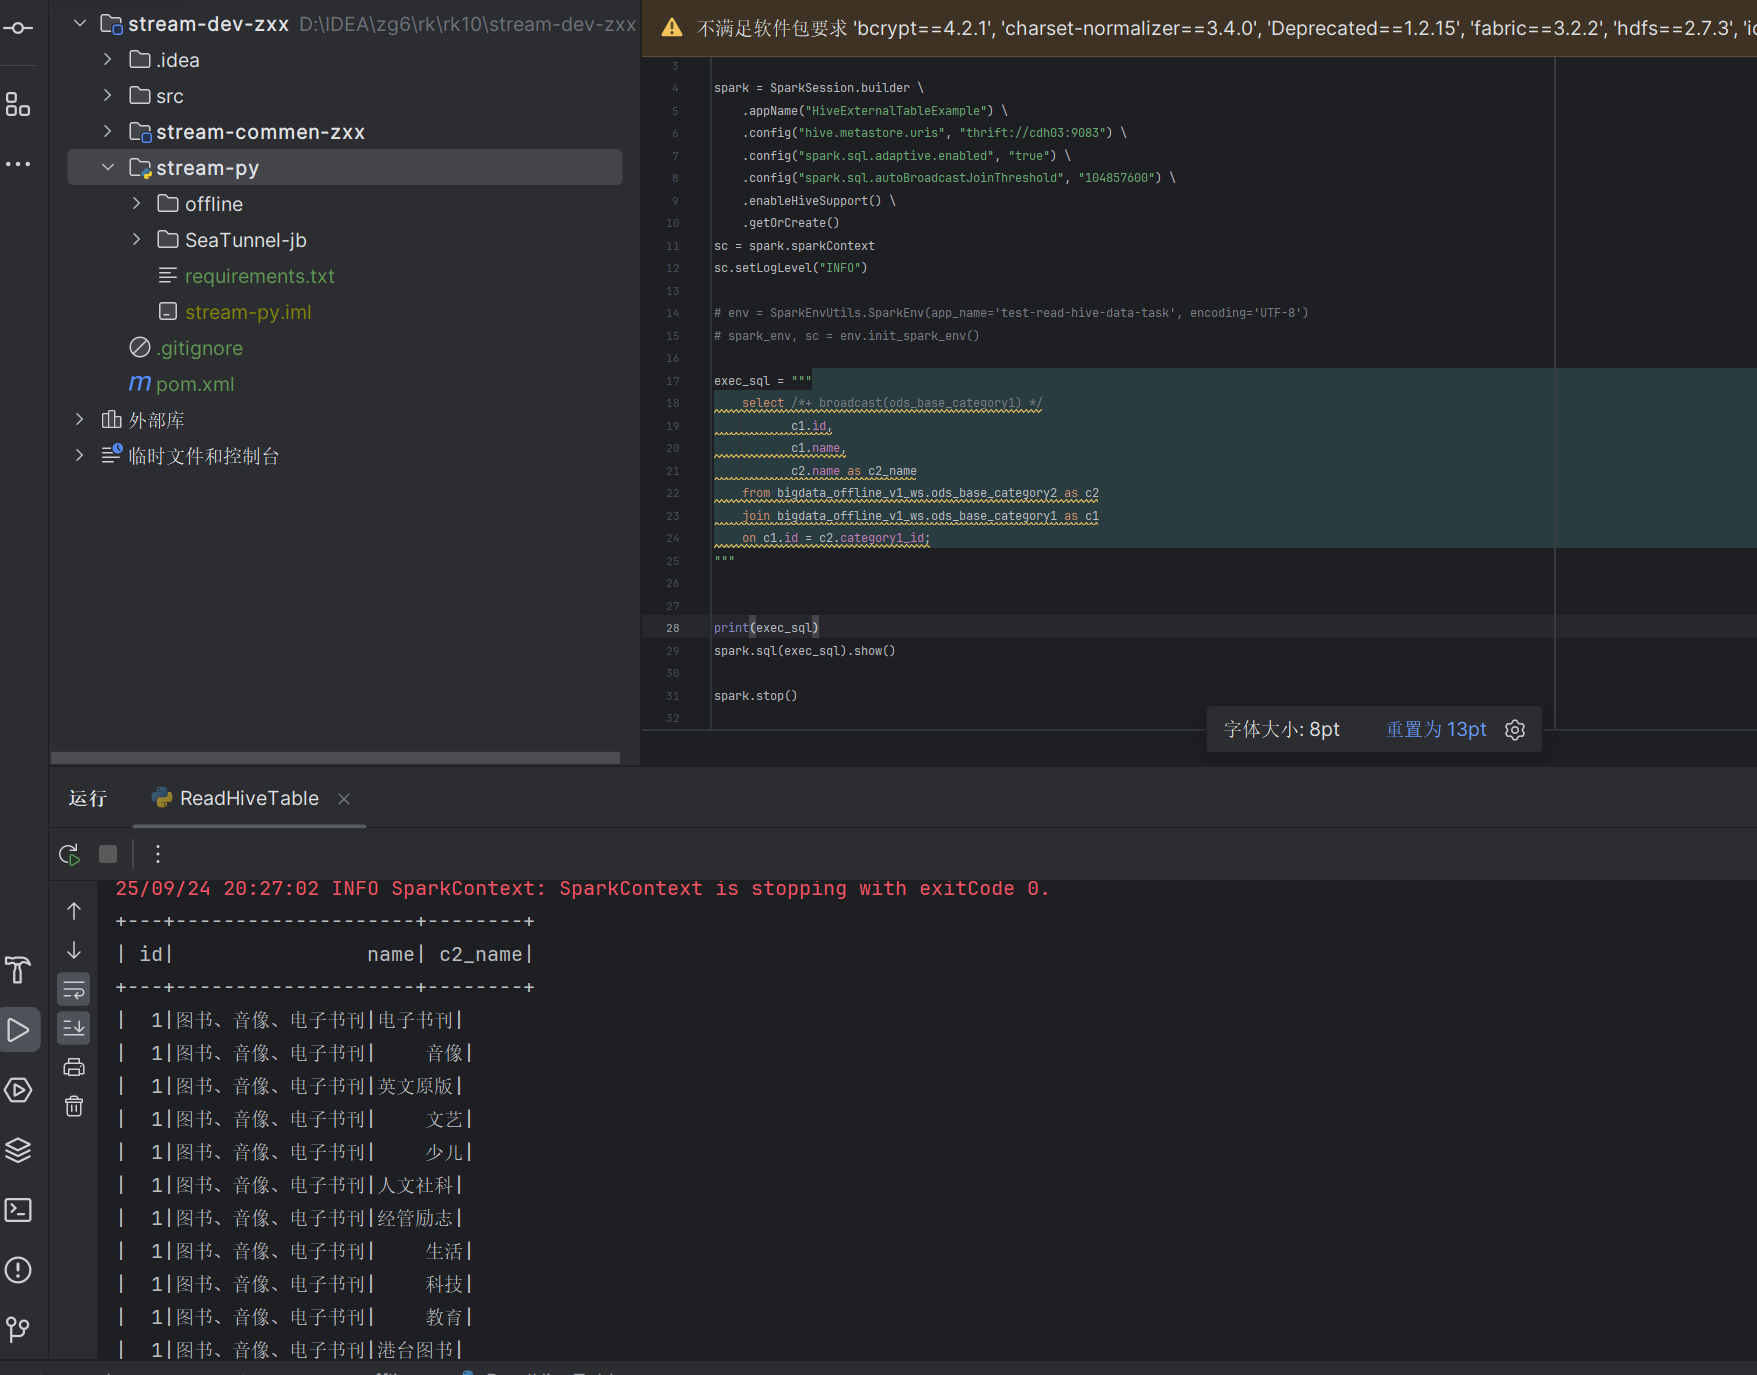 stream-dev-zxx D:\IDEA\zg6\rk\rk10\stream-dev-zxx
.idea
src
stream-commen-zxx
stream-py
offline
SeaTunnel-jb
requirements.txt
stream-py.iml
.gitignore
pom.xml
外部库
临时文件和控制台
不满足软件包要求 'bcrypt==4.2.1', 'charset-normalizer==3.4.0', 'Deprecated==1.2.15', 'fabric==3.2.2', 'hdfs==2.7.3',
3
4 spark = SparkSession.builder \
5 .appName("HiveExternalTableExample") \
6 .config("hive.metastore.uris", "thrift://cdh03:9083") \
7 .config("spark.sql.adaptive.enabled", "true") \
8 .config("spark.sql.autoBroadcastJoinThreshold", "104857600") \
9 .enableHiveSupport() \
10 .getOrCreate()
11 sc = spark.sparkContext
12 sc.setLogLevel("INFO")
13
14 # env = SparkEnvUtils.SparkEnv(app_name='test-read-hive-data-task', encoding='UTF-8')
15 # spark_env, sc = env.init_spark_env()
16
17 exec_sql = """
18 select /*+ broadcast(ods_base_category1) */
19 c1.id,
20 c1.name,
21 c2.name as c2_name
22 from bigdata_offline_v1_ws.ods_base_category2 as c2
23 join bigdata_offline_v1_ws.ods_base_category1 as c1
24 on c1.id = c2.category1_id;
25 """
26
27
28 print(exec_sql)
29 spark.sql(exec_sql).show()
30
31 spark.stop()
32
字体大小: 8pt 重置为 13pt
运行 ReadHiveTable
25/09/24 20:27:02 INFO SparkContext: SparkContext is stopping with exitCode 0.
+---+--------------------+--------+
| id| name| c2_name|
+---+--------------------+--------+
| 1|图书、音像、电子书刊|电子书刊|
| 1|图书、音像、电子书刊| 音像|
| 1|图书、音像、电子书刊|英文原版|
| 1|图书、音像、电子书刊| 文艺|
| 1|图书、音像、电子书刊| 少儿|
| 1|图书、音像、电子书刊|人文社科|
| 1|图书、音像、电子书刊|经管励志|
| 1|图书、音像、电子书刊| 生活|
| 1|图书、音像、电子书刊| 科技|
| 1|图书、音像、电子书刊| 教育|
| 1|图书、音像、电子书刊|港台图书|